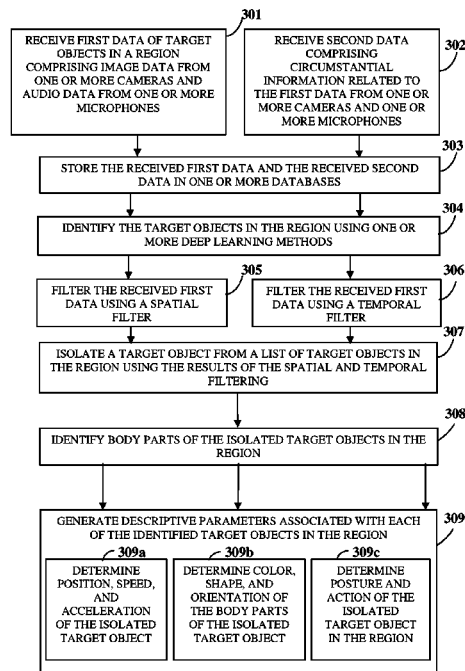 301
RECEIVE FIRST DATA OF TARGET
OBJECTS IN A REGION
COMPRISING IMAGE DATA FROM
ONE OR MORE CAMERAS AND
AUDIO DATA FROM ONE OR MORE
MICROPHONES
302
RECEIVE SECOND DATA
COMPRISING
CIRCUMSTANTIAL
INFORMATION RELATED TO
THE FIRST DATA FROM ONE OR
MORE CAMERAS AND ONE OR
MORE MICROPHONES
303
STORE THE RECEIVED FIRST DATA AND THE RECEIVED SECOND
DATA IN ONE OR MORE DATABASES
304
IDENTIFY THE TARGET OBJECTS IN THE REGION USING ONE OR
MORE DEEP LEARNING METHODS
305
FILTER THE RECEIVED FIRST
DATA USING A SPATIAL
FILTER
306
FILTER THE RECEIVED FIRST
DATA USING A TEMPORAL
FILTER
307
ISOLATE A TARGET OBJECT FROM A LIST OF TARGET OBJECTS IN
THE REGION USING THE RESULTS OF THE SPATIAL AND TEMPORAL
FILTERING
308
IDENTIFY BODY PARTS OF THE ISOLATED TARGET OBJECTS IN THE
REGION
309
GENERATE DESCRIPTIVE PARAMETERS ASSOCIATED WITH EACH
OF THE IDENTIFIED TARGET OBJECTS IN THE REGION
309a
DETERMINE
POSITION, SPEED,
AND
ACCELERATION
OF THE ISOLATED
TARGET OBJECT
309b
DETERMINE COLOR,
SHAPE, AND
ORIENTATION OF
THE BODY PARTS
OF THE ISOLATED
TARGET OBJECT
309c
DETERMINE
POSTURE AND
ACTION OF THE
ISOLATED
TARGET OBJECT
IN THE REGION